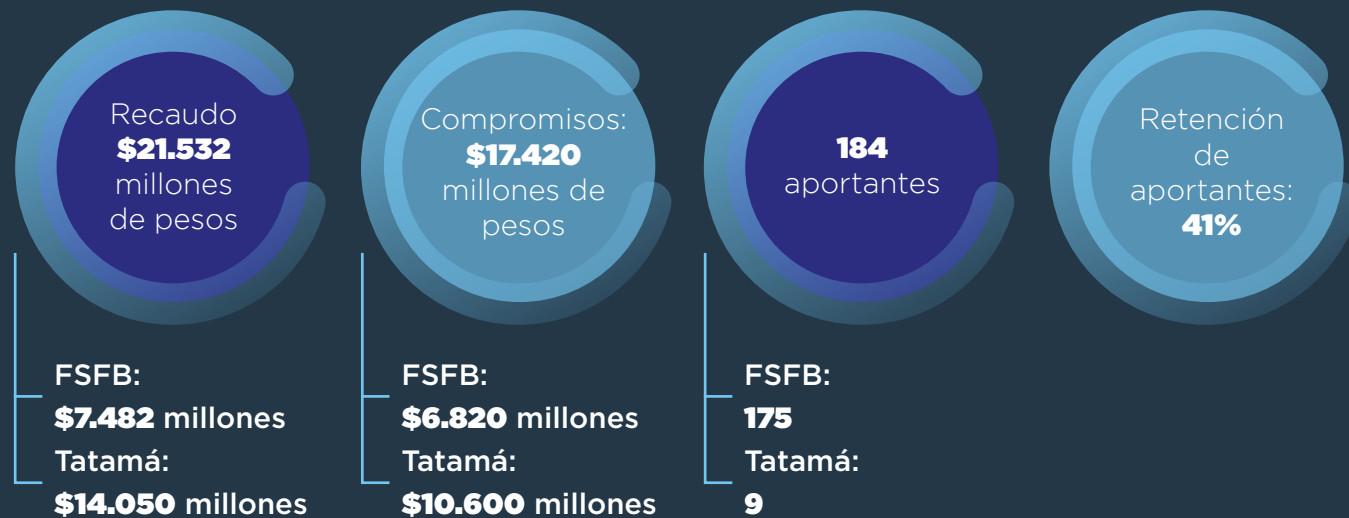 Recaudo
$21.532
millones
de pesos
Compromisos:
$17.420
millones de
pesos
184
aportantes
Retención
de
aportantes:
41%
FSFB:
$7.482 millones
Tatamá:
$14.050 millones
FSFB:
$6.820 millones
Tatamá:
$10.600 millones
FSFB:
175
Tatamá:
9